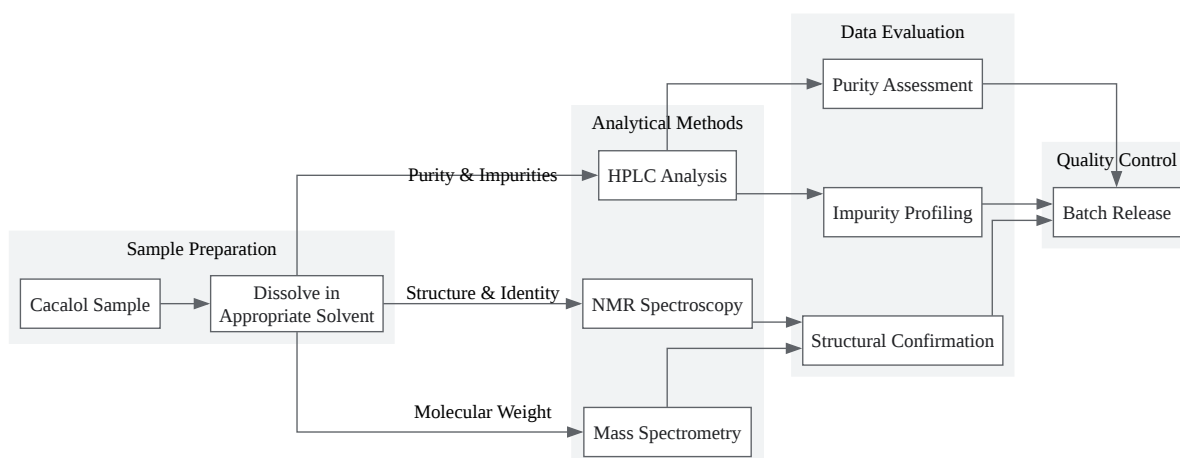 Sample Preparation
Cacalol Sample
Dissolve in
Appropriate Solvent
Purity & Impurities
Structure & Identity
Molecular Weight
Analytical Methods
HPLC Analysis
NMR Spectroscopy
Mass Spectrometry
Data Evaluation
Purity Assessment
Impurity Profiling
Structural Confirmation
Quality Control
Batch Release